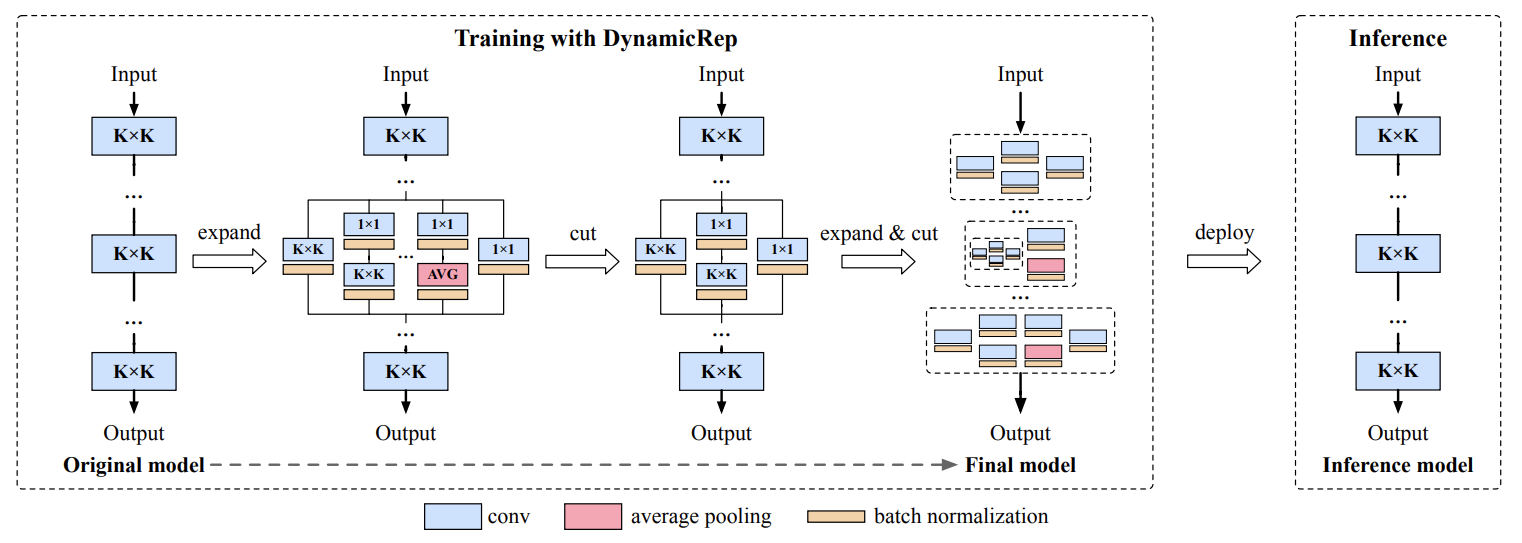 Training with DynamicRep
Inference
Input
Input
Input
Input
Input
K×K
K×K
K×K
K×K
...
...
...
...
...
1×1
1×1
1×1
expand
K×K
K×K
1×1
cut
K×K
1×1
expand & cut
deploy
K×K
...
K×K
AVG
K×K
...
...
...
...
...
K×K
K×K
K×K
K×K
Output
Output
Output
Output
Output
Original model
Final model
Inference model
conv
average pooling
batch normalization